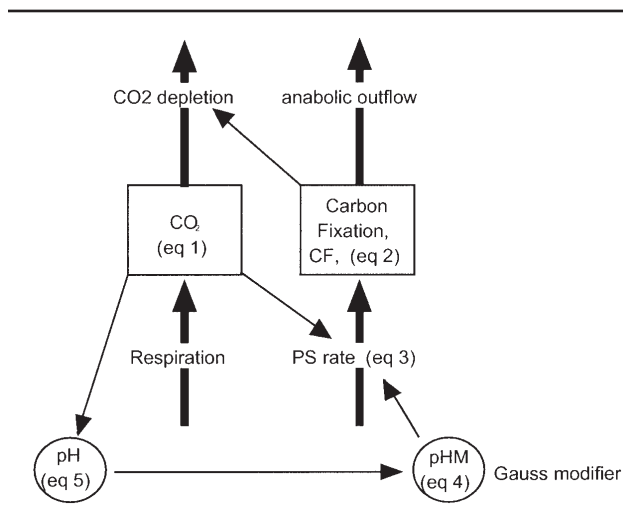 CO2 depletion
anabolic outflow
CO₂
(eq 1)
Carbon
Fixation,
CF, (eq 2)
Respiration
PS rate (eq 3)
pH
(eq 5)
pHM
(eq 4)
Gauss modifier